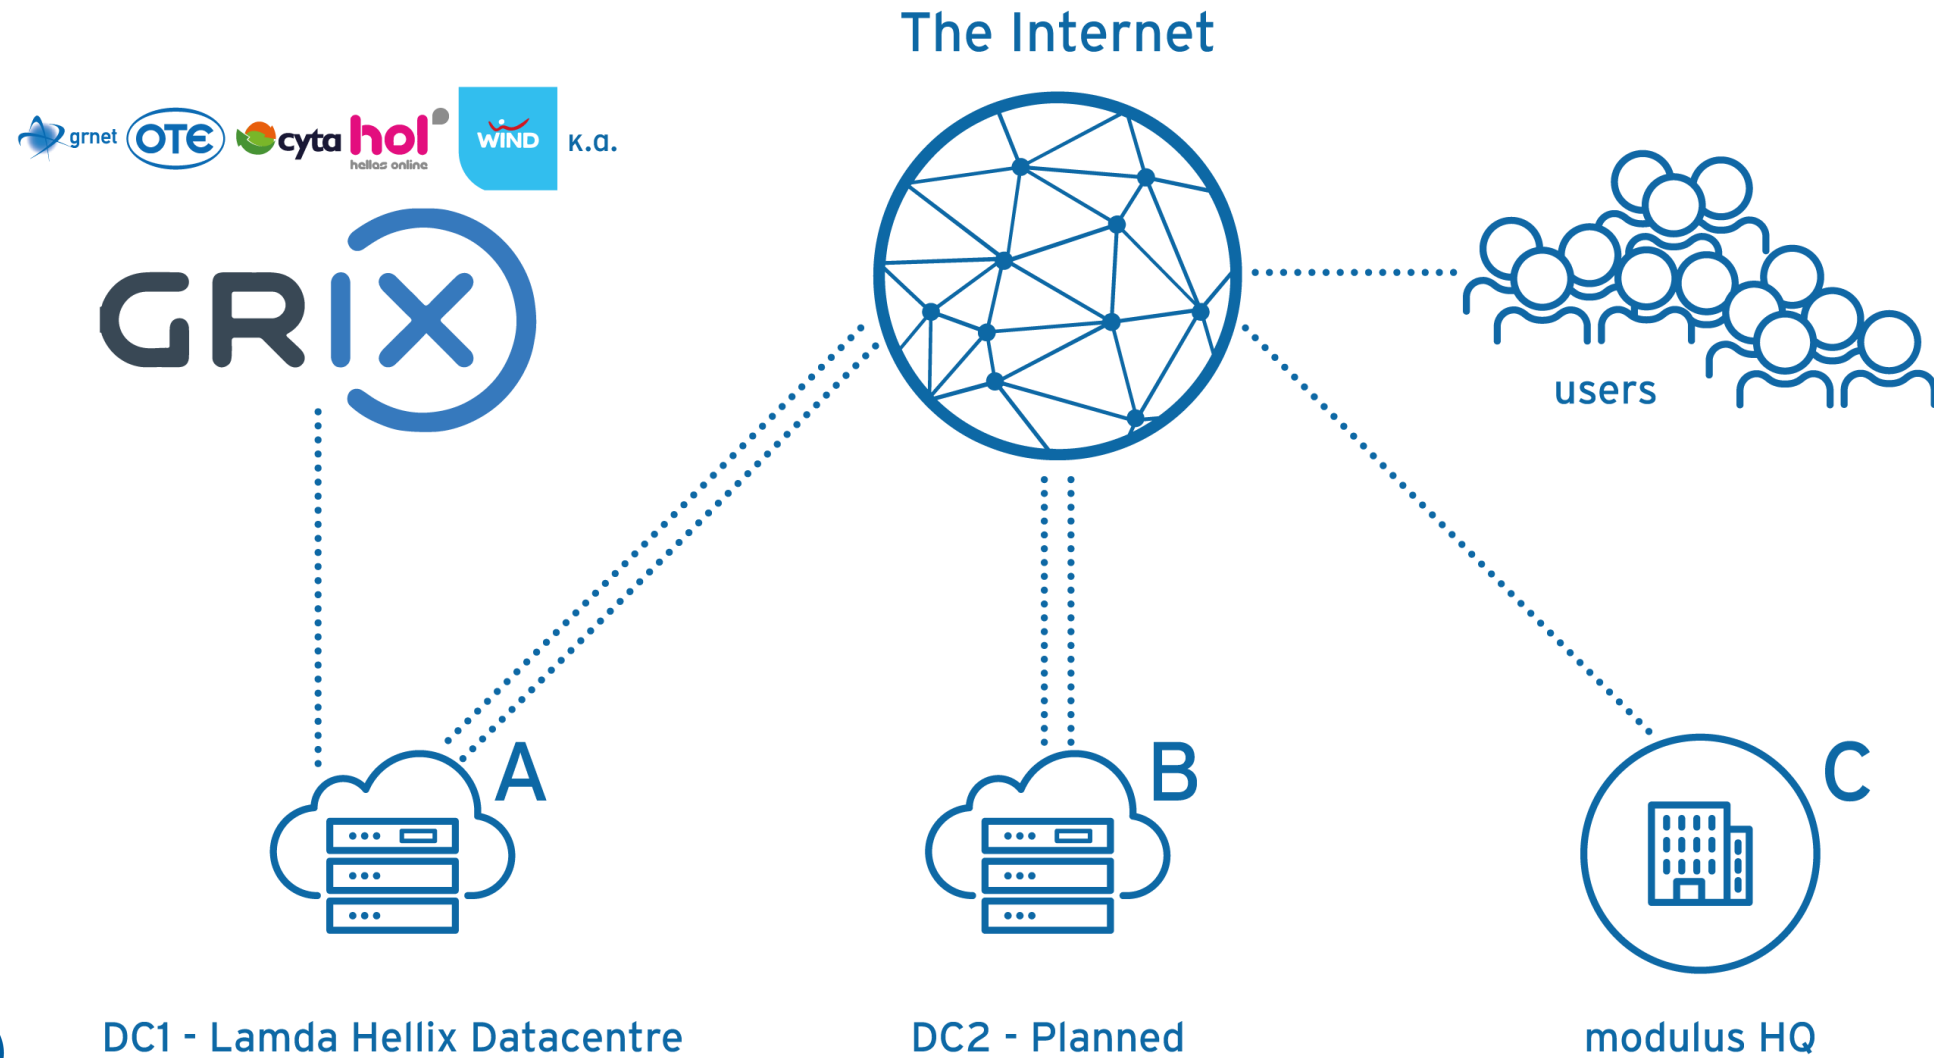 The Internet
grnet
OTE
cyta
hol
hellas online
WIND
κ.α.
GRIX
users
A
B
C
DC1 - Lamda Hellix Datacentre
DC2 - Planned
modulus HQ